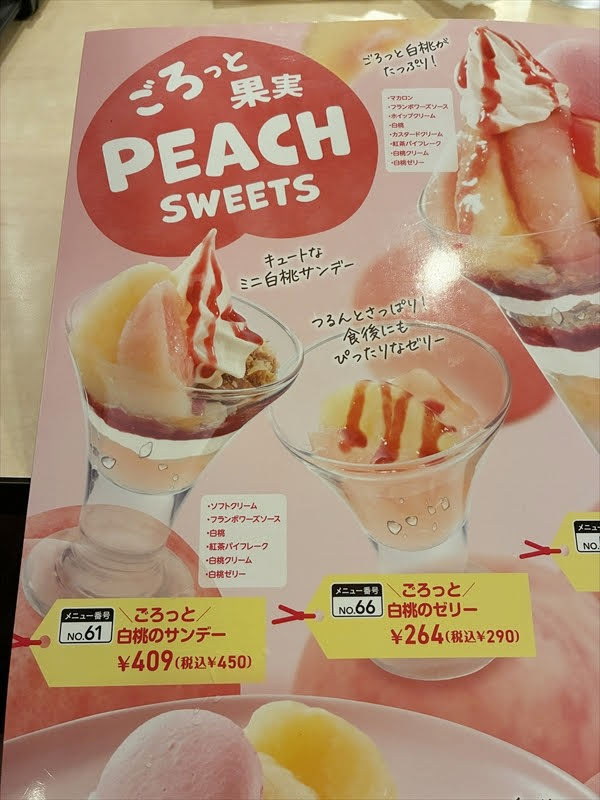 ごろっと
果実
PEACH
SWEETS
ごろっと白桃が
たっぷり!
・マカロン
・フランボワーズソース
・ホイップクリーム
・白桃
・カスタードクリーム
・紅茶パイフレーク
・白桃クリーム
・白桃ゼリー
キュートな
ミニ白桃サンデー
つるんとさっぱり!
食後にも
ぴったりなゼリー
・ソフトクリーム
・フランボワーズソース
・白桃
・紅茶パイフレーク
・白桃クリーム
・白桃ゼリー
メニュー番号
NO.61
\ごろっと/
白桃のサンデー
¥409(税込¥450)
メニュー番号
NO.66
\ごろっと/
白桃のゼリー
¥264(税込¥290)
NO.